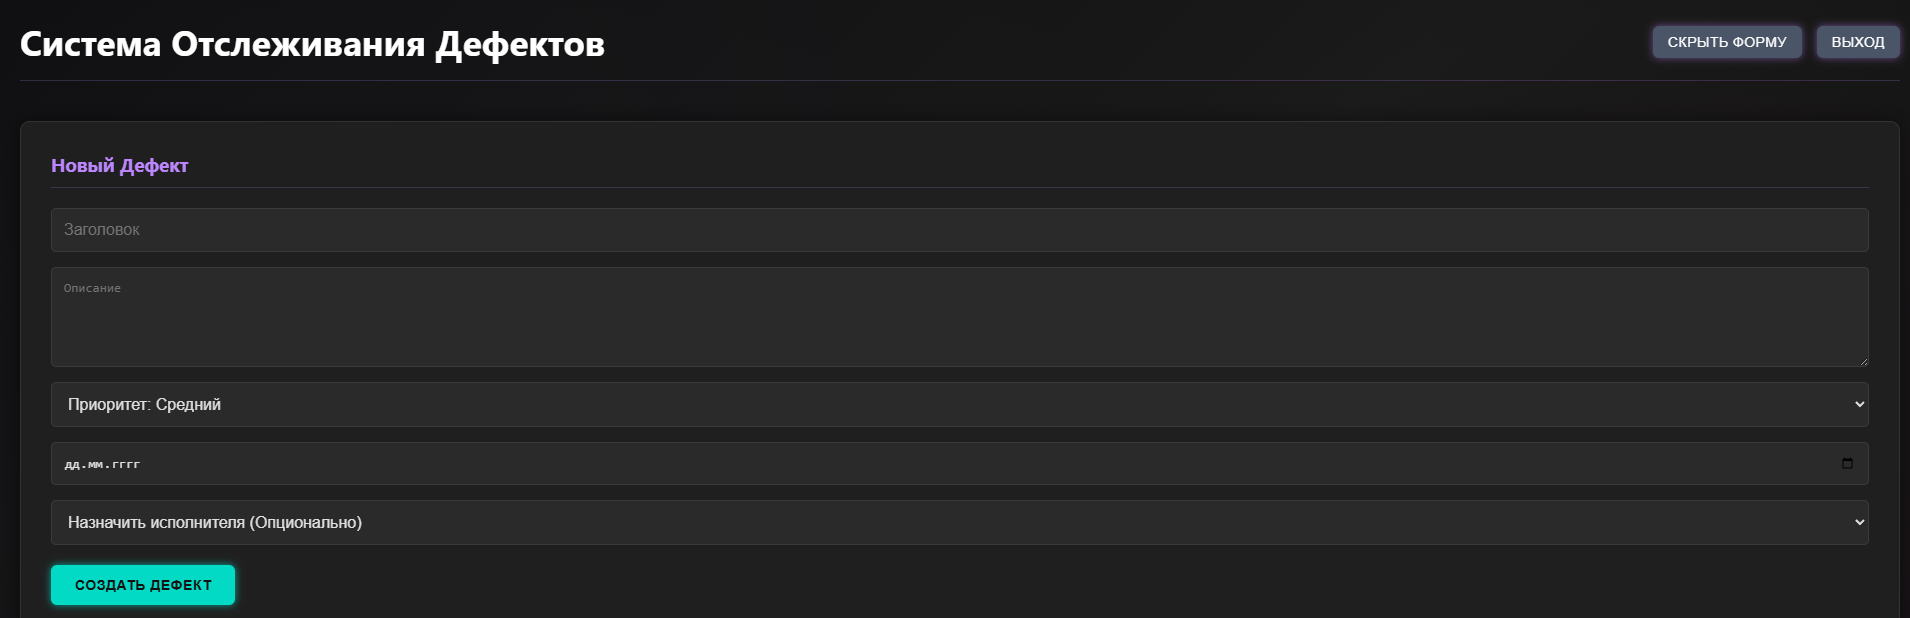 Система Отслеживания Дефектов
СКРЫТЬ ФОРМУ
ВЫХОД
Новый Дефект
Заголовок
Описание
Приоритет: Средний
дд.мм.гггг
Назначить исполнителя (Опционально)
СОЗДАТЬ ДЕФЕКТ